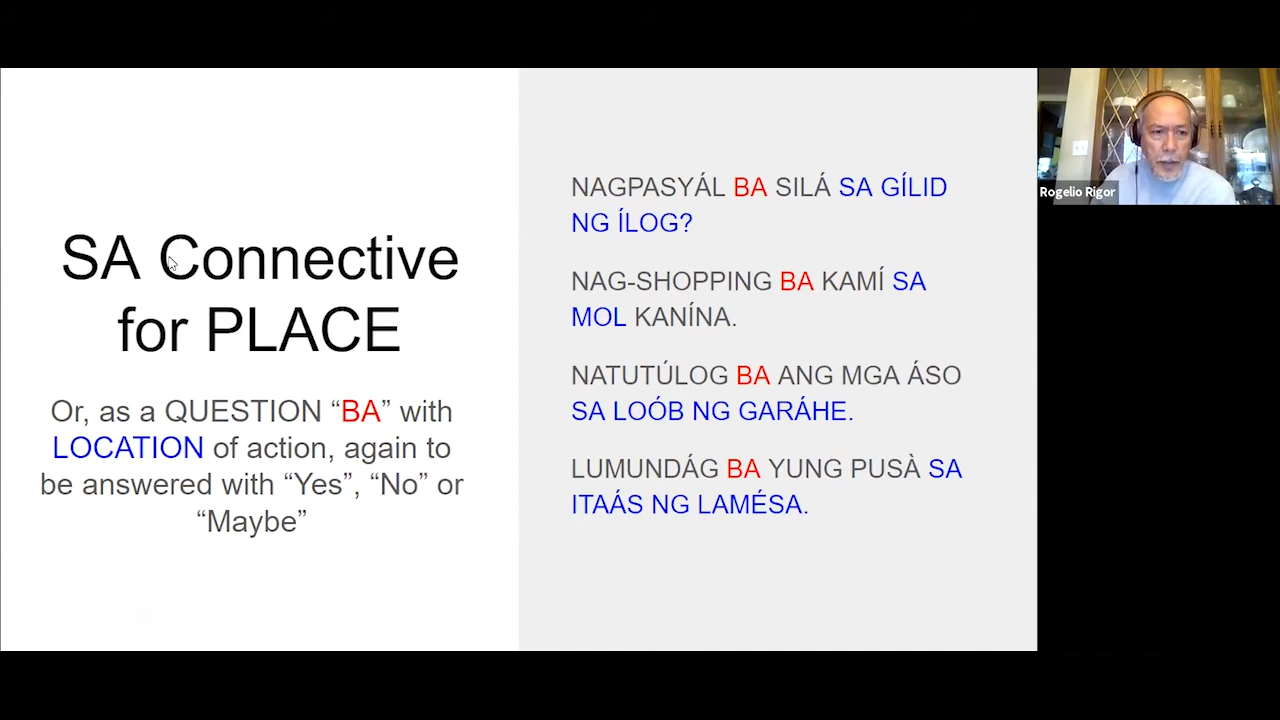 SA Connective
for PLACE
Or, as a QUESTION “BA” with
LOCATION of action, again to
be answered with “Yes”, “No” or
“Maybe”
NAGPASYÁL BA SILÁ SA GÍLID
NG ÍLOG?
NAG-SHOPPING BA KAMÍ SA
MOL KANÍNA.
NATUTÚLOG BA ANG MGA ÁSO
SA LOÓB NG GARÁHE.
LUMUNDÁG BA YUNG PUSÀ SA
ITAÁS NG LAMÉSA.
Rogelio Rigor